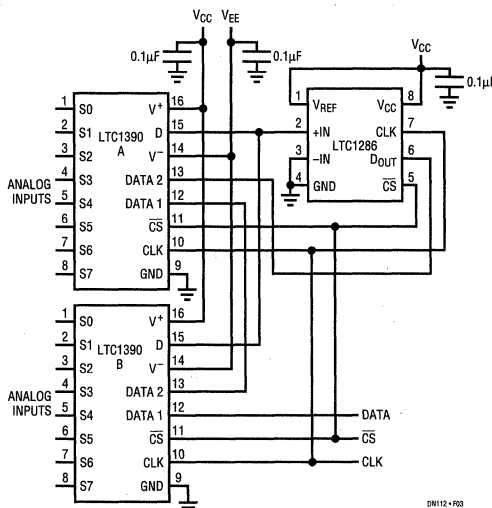 VCC VEE
0.1µF 0.1µF
VCC
0.1µF
LTC1390
A
ANALOG
INPUTS
1 S0 V+ 16
2 S1 D 15
3 S2 V− 14
4 S3 DATA 2 13
5 S4 DATA 1 12
6 S5 CS 11
7 S6 CLK 10
8 S7 GND 9
LTC1286
1 VREF VCC 8
2 +IN CLK 7
3 −IN DOUT 6
4 GND CS 5
LTC1390
B
ANALOG
INPUTS
1 S0 V+ 16
2 S1 D 15
3 S2 V− 14
4 S3 DATA 2 13
5 S4 DATA 1 12 DATA
6 S5 CS 11 CS
7 S6 CLK 10 CLK
8 S7 GND 9
DN112 • F03